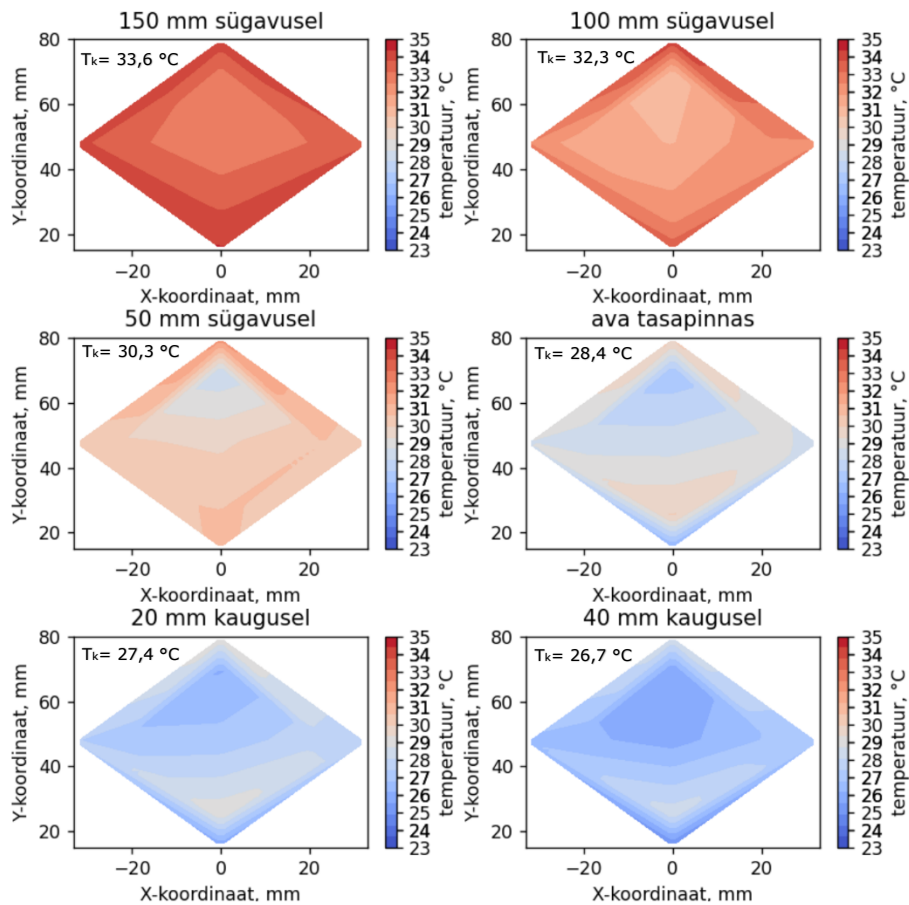 150 mm sügavusel
80
60
40
20
Y-koordinaat, mm
Tₖ= 33,6 °C
−20 0 20
X-koordinaat, mm
35
34
33
32
31
30
29
28
27
26
25
24
23
temperatuur, °C
100 mm sügavusel
80
60
40
20
Y-koordinaat, mm
Tₖ= 32,3 °C
−20 0 20
X-koordinaat, mm
35
34
33
32
31
30
29
28
27
26
25
24
23
temperatuur, °C
50 mm sügavusel
80
60
40
20
Y-koordinaat, mm
Tₖ= 30,3 °C
−20 0 20
X-koordinaat, mm
35
34
33
32
31
30
29
28
27
26
25
24
23
temperatuur, °C
ava tasapinnas
80
60
40
20
Y-koordinaat, mm
Tₖ= 28,4 °C
−20 0 20
X-koordinaat, mm
35
34
33
32
31
30
29
28
27
26
25
24
23
temperatuur, °C
20 mm kaugusel
80
60
40
20
Y-koordinaat, mm
Tₖ= 27,4 °C
−20 0 20
X-koordinaat, mm
35
34
33
32
31
30
29
28
27
26
25
24
23
temperatuur, °C
40 mm kaugusel
80
60
40
20
Y-koordinaat, mm
Tₖ= 26,7 °C
−20 0 20
X-koordinaat, mm
35
34
33
32
31
30
29
28
27
26
25
24
23
temperatuur, °C